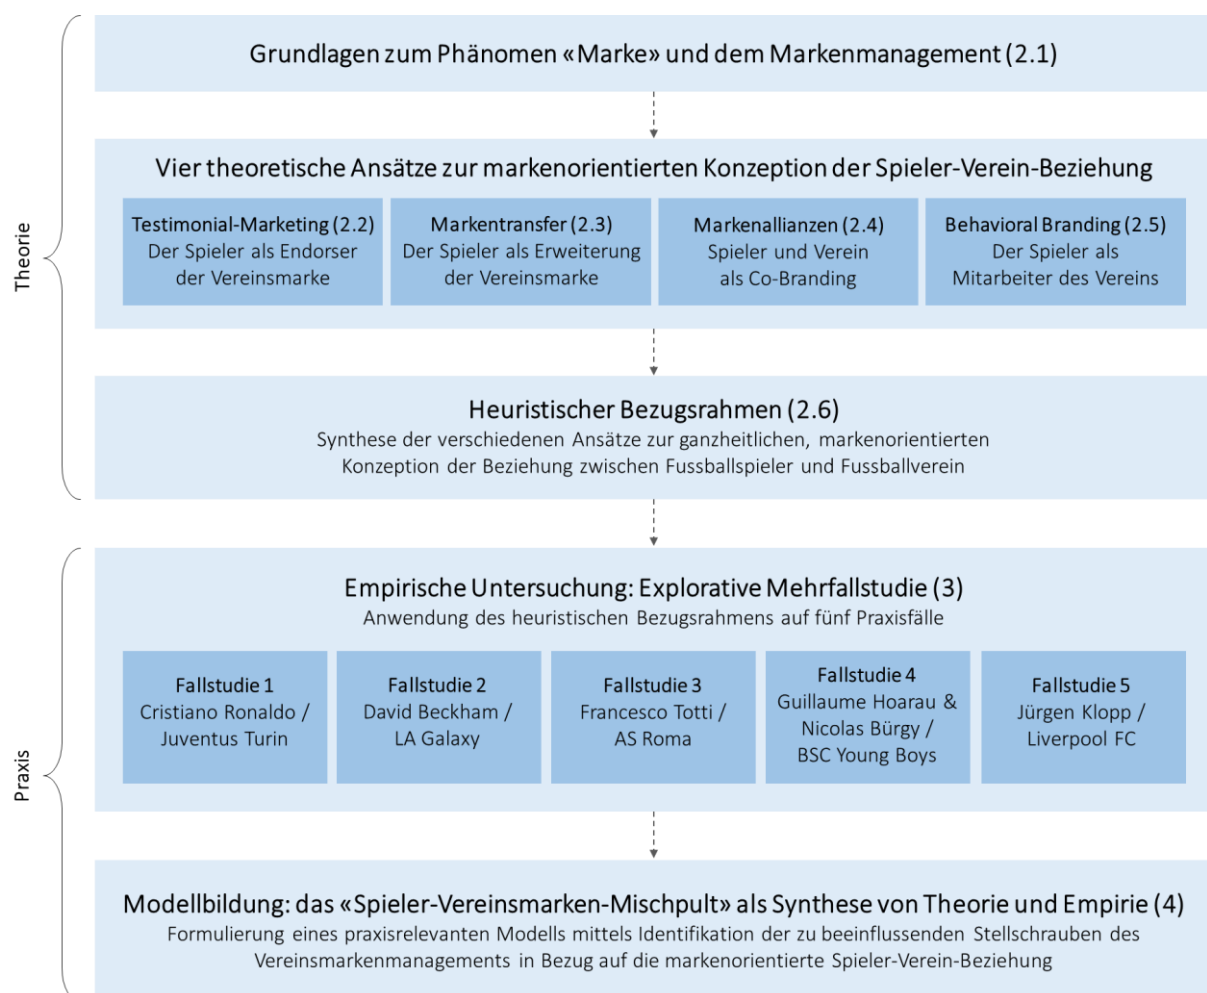 Theorie
Grundlagen zum Phänomen «Marke» und dem Markenmanagement (2.1)
Vier theoretische Ansätze zur markenorientierten Konzeption der Spieler-Verein-Beziehung
Testimonial-Marketing (2.2)
Der Spieler als Endorser
der Vereinsmarke
Markentransfer (2.3)
Der Spieler als Erweiterung
der Vereinsmarke
Markenallianzen (2.4)
Spieler und Verein
als Co-Branding
Behavioral Branding (2.5)
Der Spieler als
Mitarbeiter des Vereins
Heuristischer Bezugsrahmen (2.6)
Synthese der verschiedenen Ansätze zur ganzheitlichen, markenorientierten
Konzeption der Beziehung zwischen Fussballspieler und Fussballverein
Praxis
Empirische Untersuchung: Explorative Mehrfallstudie (3)
Anwendung des heuristischen Bezugsrahmens auf fünf Praxisfälle
Fallstudie 1
Cristiano Ronaldo /
Juventus Turin
Fallstudie 2
David Beckham /
LA Galaxy
Fallstudie 3
Francesco Totti /
AS Roma
Fallstudie 4
Guillaume Hoarau &
Nicolas Bürgy /
BSC Young Boys
Fallstudie 5
Jürgen Klopp /
Liverpool FC
Modellbildung: das «Spieler-Vereinsmarken-Mischpult» als Synthese von Theorie und Empirie (4)
Formulierung eines praxisrelevanten Modells mittels Identifikation der zu beeinflussenden Stellschrauben des
Vereinsmarkenmanagements in Bezug auf die markenorientierte Spieler-Verein-Beziehung